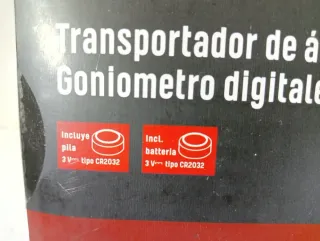 Transportador de á
Goniometro digitale
Incluye
pila
3 V⎓ tipo CR2032
Incl.
batteria
3 V⎓ tipo CR2032